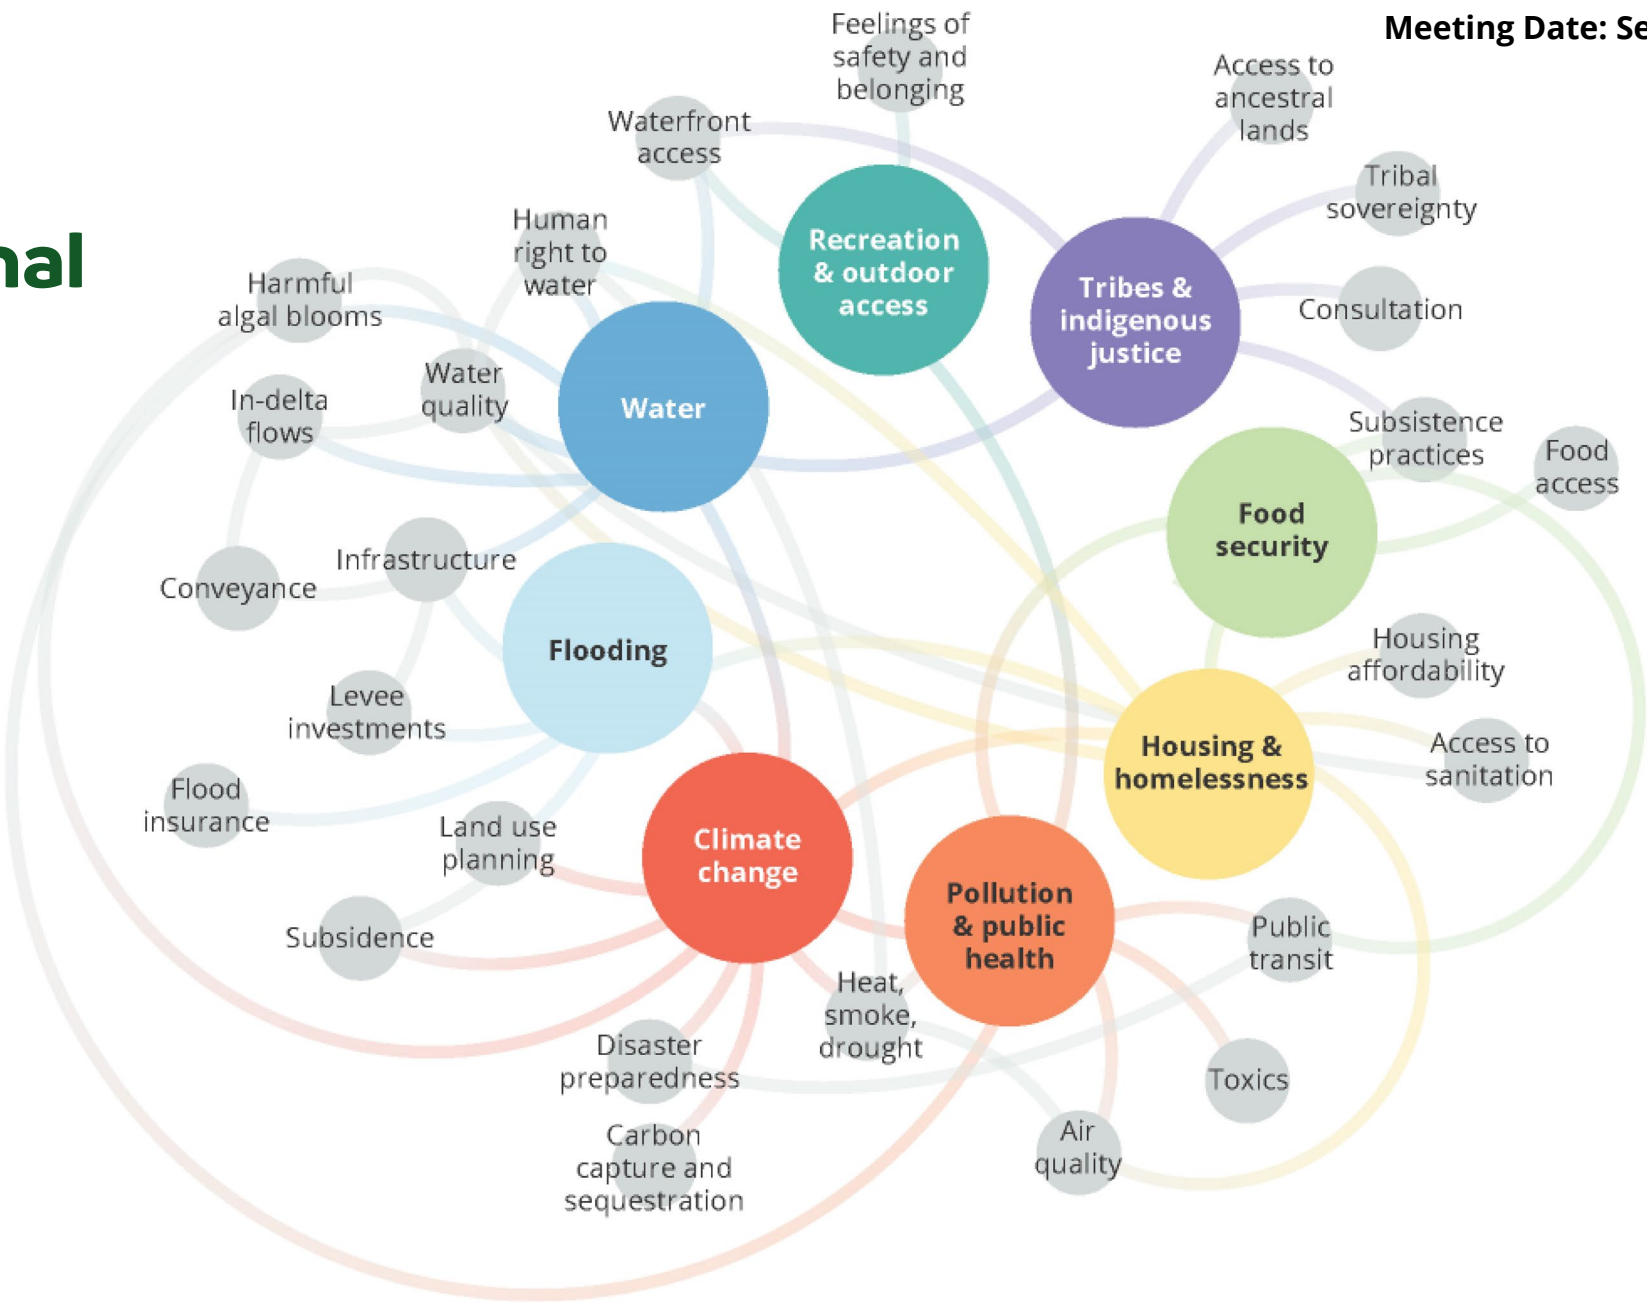 Meeting Date: Se
nal
Feelings of
safety and
belonging
Access to
ancestral
lands
Waterfront
access
Tribal
sovereignty
Human
right to
water
Recreation
& outdoor
access
Tribes &
indigenous
justice
Harmful
algal blooms
Consultation
Water
quality
In-delta
flows
Water
Subsistence
practices
Food
access
Food
security
Infrastructure
Conveyance
Flooding
Housing
affordability
Levee
investments
Housing &
homelessness
Access to
sanitation
Flood
insurance
Land use
planning
Climate
change
Pollution
& public
health
Subsidence
Public
transit
Heat,
smoke,
drought
Disaster
preparedness
Toxics
Carbon
capture and
sequestration
Air
quality